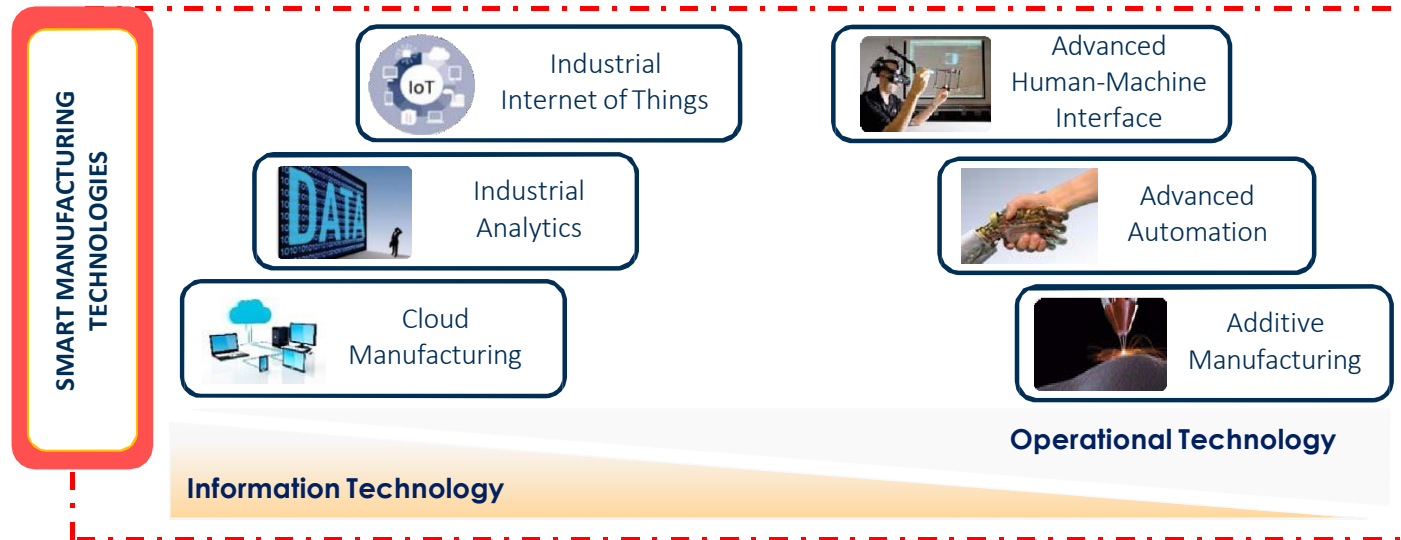 SMART MANUFACTURING
TECHNOLOGIES
IoT
Industrial
Internet of Things
Advanced
Human-Machine
Interface
DATA
Industrial
Analytics
Advanced
Automation
Cloud
Manufacturing
Additive
Manufacturing
Operational Technology
Information Technology